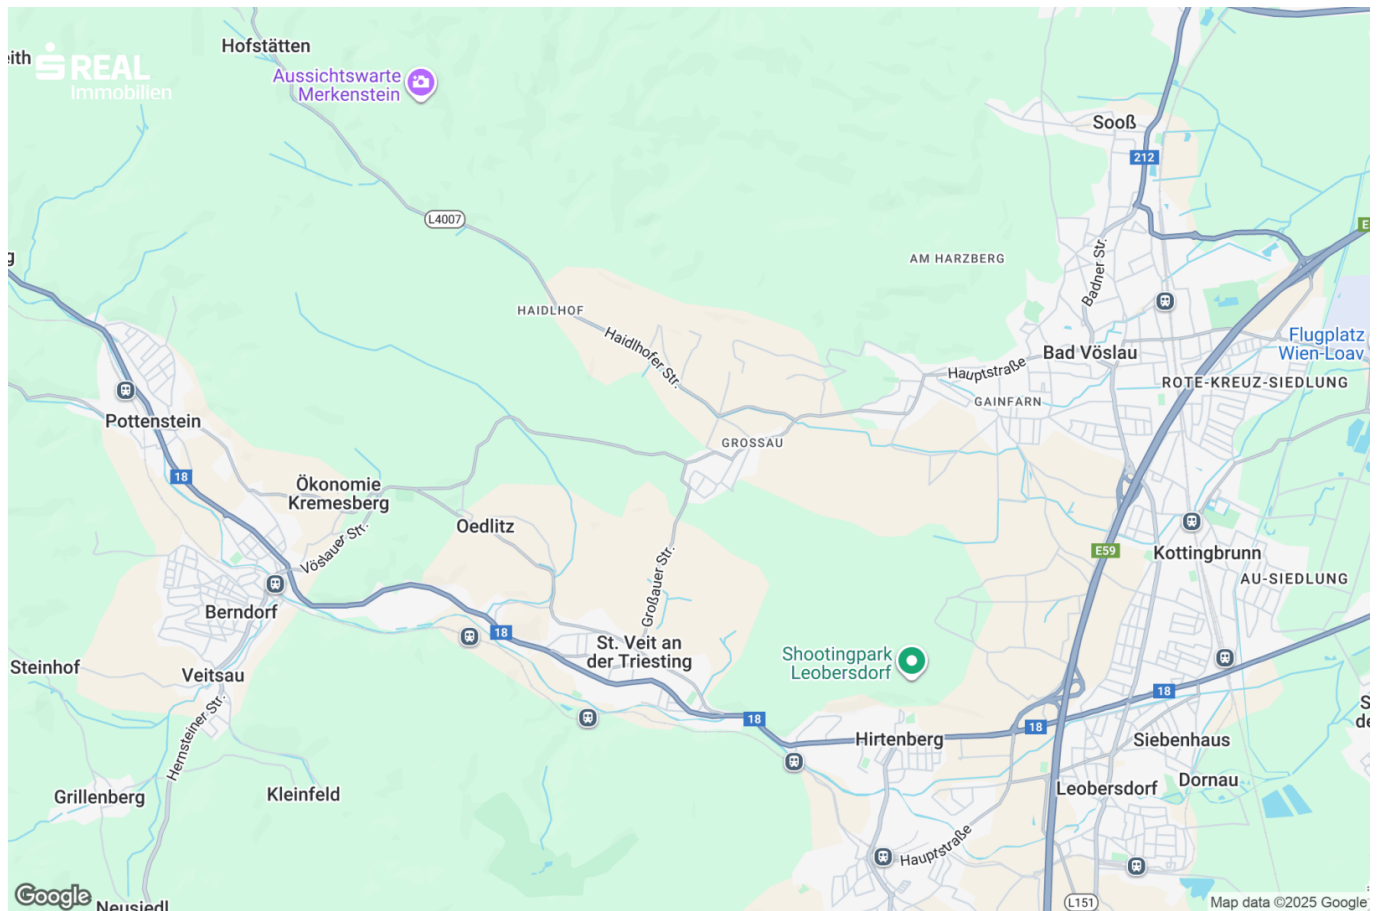 Hofstätten
eith
REAL
Immobilien
Aussichtswarte
Merkenstein
Sooß
212
L4007
E
AM HARZBERG
Badner Str.
g
HAIDLHOF
Haidlhofer Str.
Flugplatz
Wien-Loav
Bad Vöslau
Hauptstraße
ROTE-KREUZ-SIEDLUNG
GAINFARN
Pottenstein
GROSSAU
18
Ökonomie
Kremesberg
Oedlitz
Vöslauer Str.
E59
Kottingbrunn
AU-SIEDLUNG
Großauer Str.
Berndorf
18
St. Veit an
der Triesting
Shootingpark
Leobersdorf
Steinhof
Veitsau
18
S
de
18
18
Hernsteiner Str.
Hirtenberg
Siebenhaus
Dornau
Leobersdorf
Grillenberg
Kleinfeld
Hauptstraße
Google
Neusiedl
L151
Map data ©2025 Google